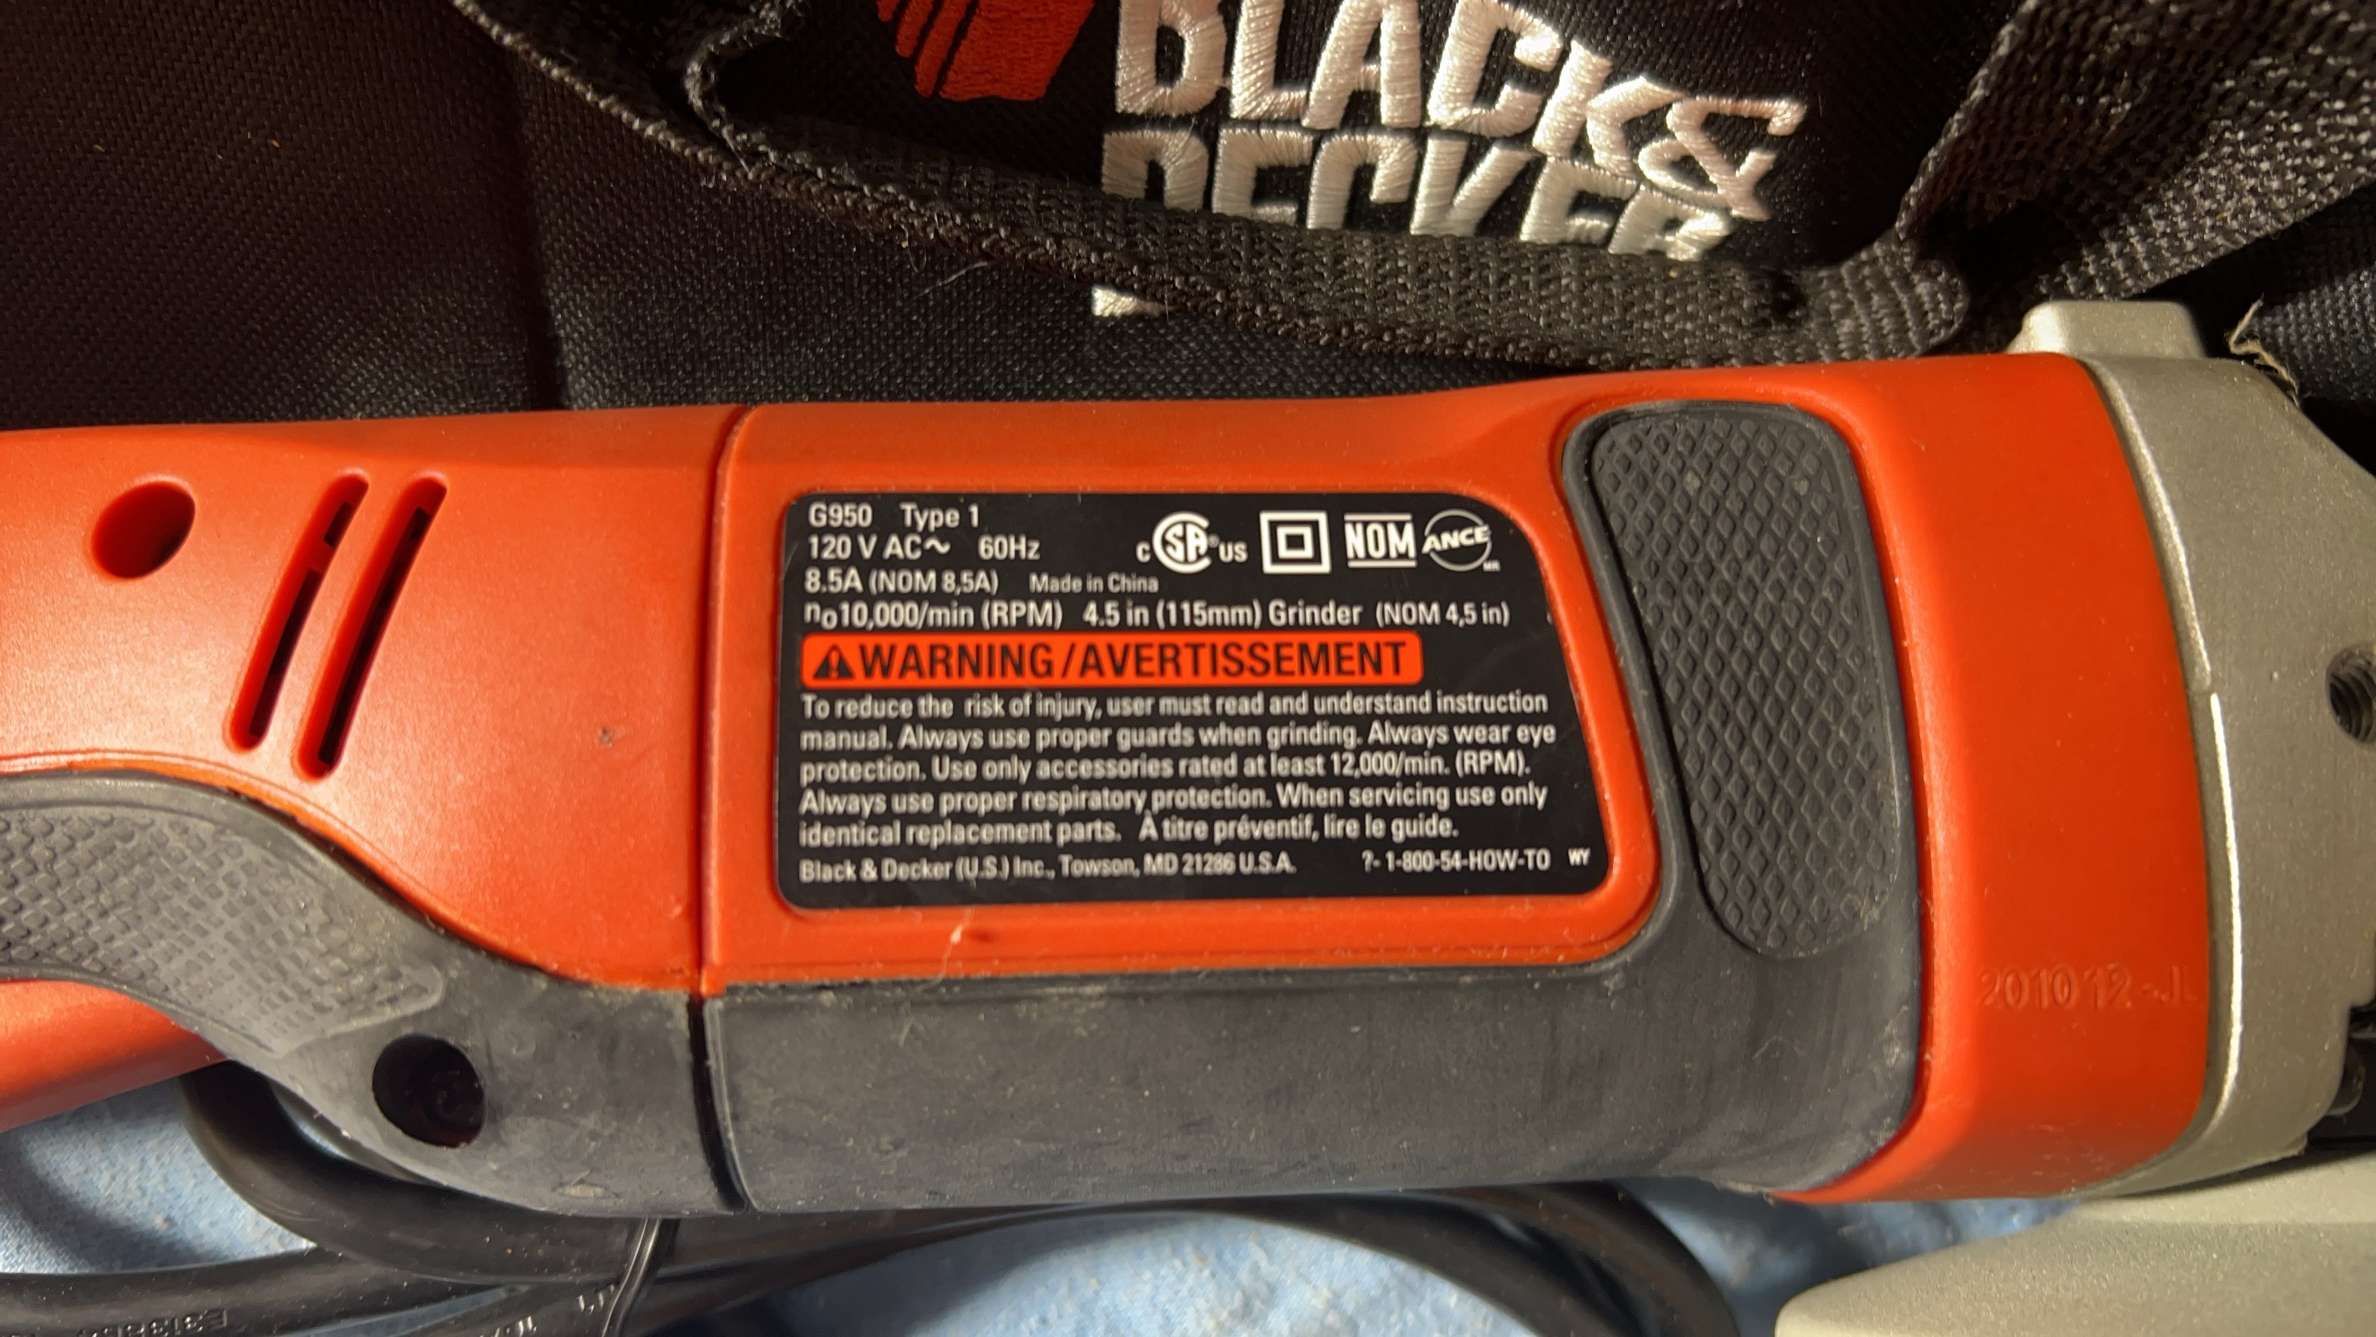 BLACK&
DECKER
G950 Type 1
120 V AC~ 60Hz
C SA® US NOM ANCE MR
8.5A (NOM 8,5A) Made in China
no10,000/min (RPM) 4.5 in (115mm) Grinder (NOM 4,5 in)
⚠WARNING/AVERTISSEMENT
To reduce the risk of injury, user must read and understand instruction
manual. Always use proper guards when grinding. Always wear eye
protection. Use only accessories rated at least 12,000/min. (RPM).
Always use proper respiratory protection. When servicing use only
identical replacement parts. À titre préventif, lire le guide.
Black & Decker (U.S.) Inc., Towson, MD 21286 U.S.A. ?- 1-800-54-HOW-TO WY
201012-JL